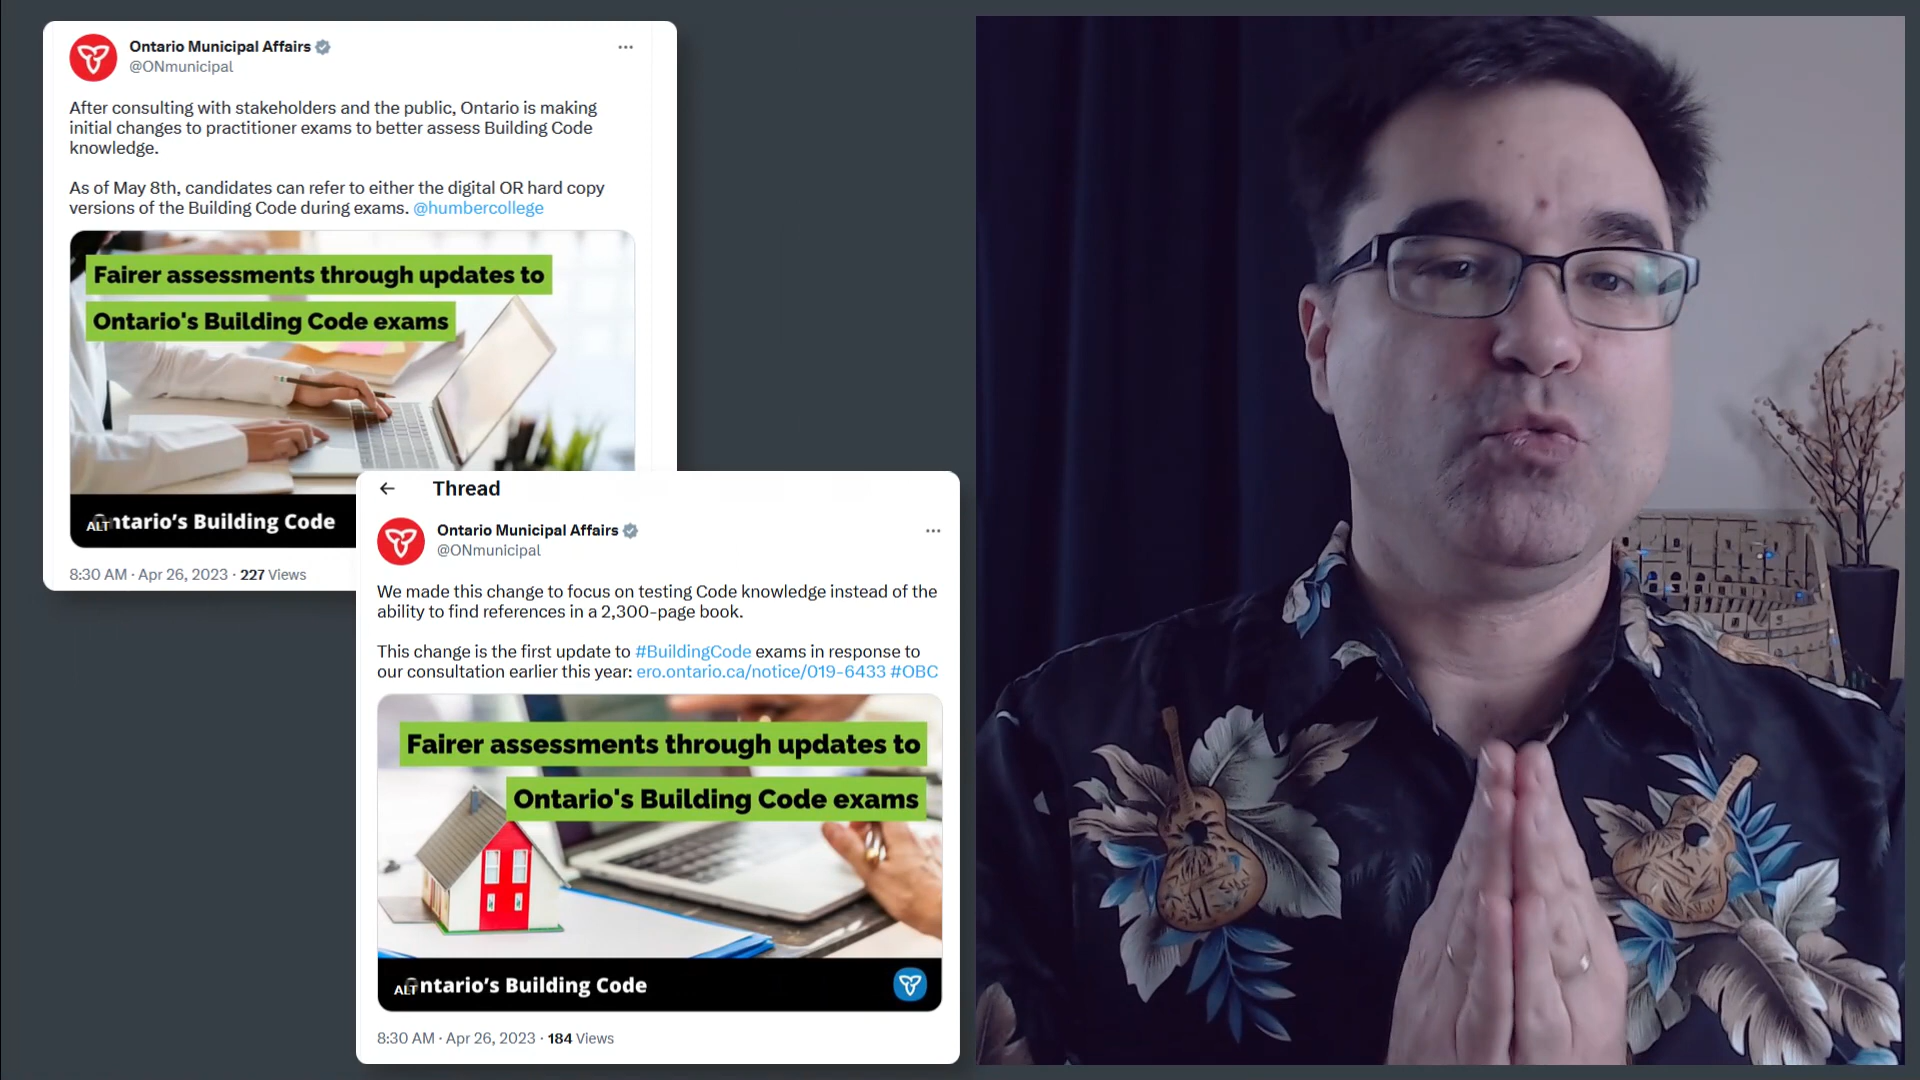 Ontario Municipal Affairs
@ONmunicipal
After consulting with stakeholders and the public, Ontario is making
initial changes to practitioner exams to better assess Building Code
knowledge.
As of May 8th, candidates can refer to either the digital OR hard copy
versions of the Building Code during exams. @humbercollege
Fairer assessments through updates to
Ontario's Building Code exams
ALT
ntario's Building Code
8:30 AM · Apr 26, 2023 · 227 Views
Thread
Ontario Municipal Affairs
@ONmunicipal
We made this change to focus on testing Code knowledge instead of the
ability to find references in a 2,300-page book.
This change is the first update to #BuildingCode exams in response to
our consultation earlier this year: ero.ontario.ca/notice/019-6433 #OBC
Fairer assessments through updates to
Ontario's Building Code exams
ALT
ntario's Building Code
8:30 AM · Apr 26, 2023 · 184 Views